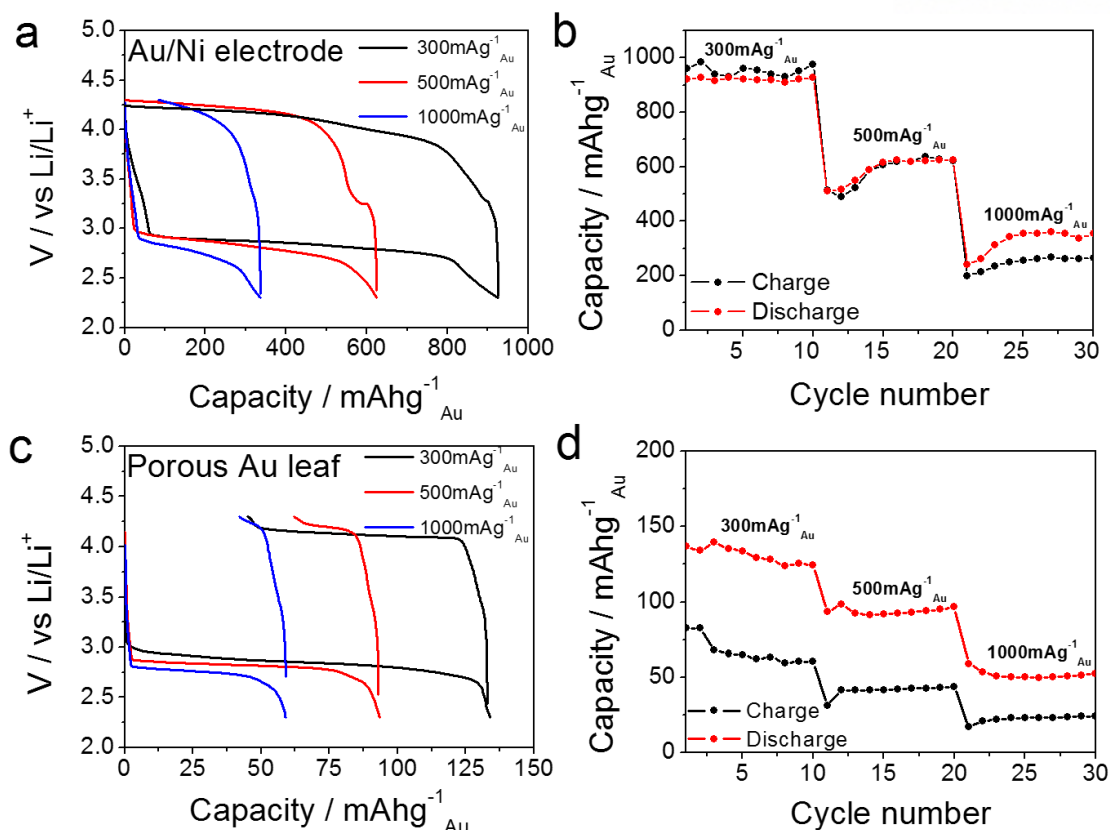 a
Au/Ni electrode
300mAg⁻¹Au
500mAg⁻¹Au
1000mAg⁻¹Au
5.0
4.5
4.0
3.5
3.0
2.5
2.0
V / vs Li/Li⁺
0
200
400
600
800
1000
Capacity / mAhg⁻¹Au
b
300mAg⁻¹Au
500mAg⁻¹Au
1000mAg⁻¹Au
Charge
Discharge
1000
800
600
400
200
0
Capacity / mAhg⁻¹Au
5
10
15
20
25
30
Cycle number
c
Porous Au leaf
300mAg⁻¹Au
500mAg⁻¹Au
1000mAg⁻¹Au
5.0
4.5
4.0
3.5
3.0
2.5
2.0
V / vs Li/Li⁺
0
25
50
75
100
125
150
Capacity / mAhg⁻¹Au
d
300mAg⁻¹Au
500mAg⁻¹Au
1000mAg⁻¹Au
Charge
Discharge
200
150
100
50
0
Capacity / mAhg⁻¹Au
5
10
15
20
25
30
Cycle number